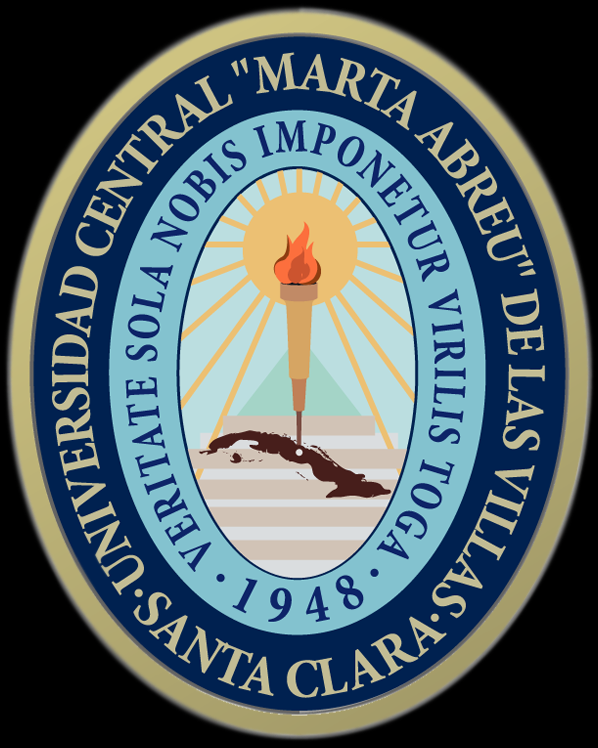 UNIVERSIDAD CENTRAL "MARTA ABREU" DE LAS VILLAS
·SANTA CLARA·
VERITATE SOLA NOBIS IMPONETUR VIRILIS TOGA
·1948·